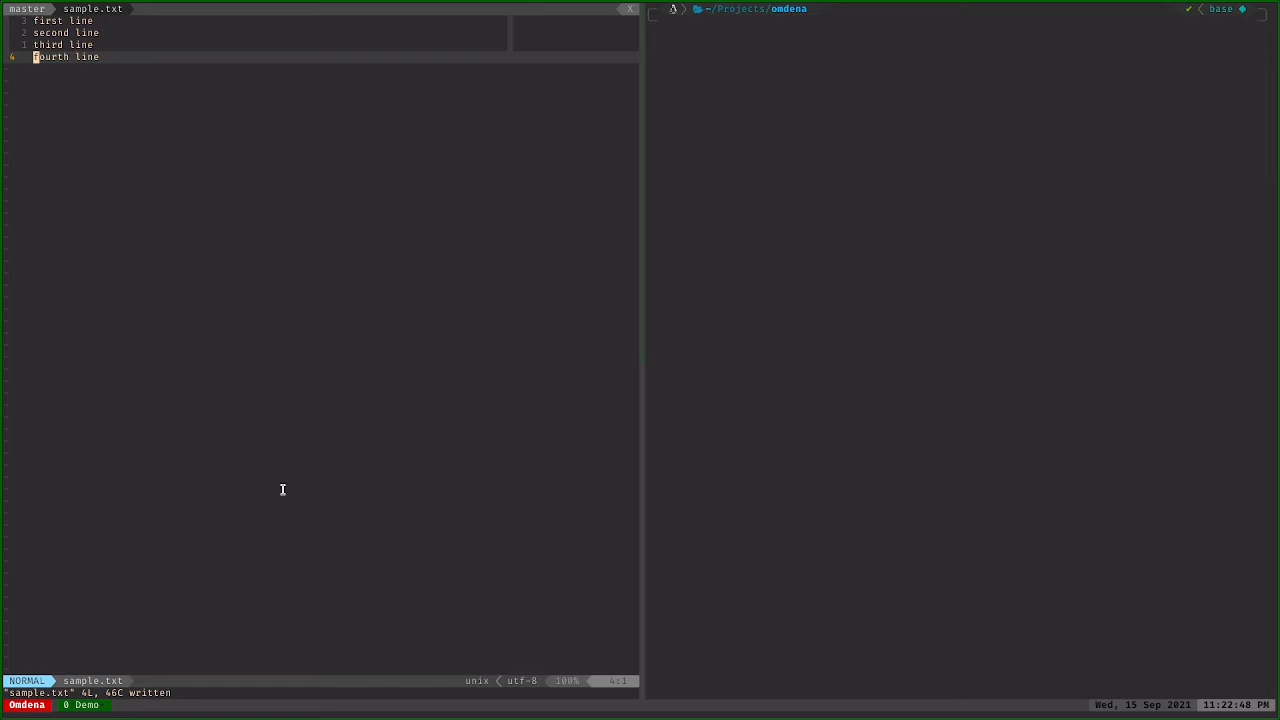 master sample.txt X
3 first line
2 second line
1 third line
4 fourth line
NORMAL sample.txt unix utf-8 100% 4:1
"sample.txt" 4L, 46C written
~/Projects/omdena ✔ base
Omdena 0 Demo Wed, 15 Sep 2021 11:22:48 PM